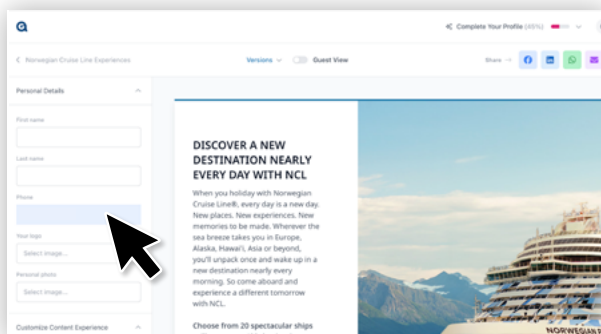 Complete Your Profile (45%)
Norwegian Cruise Line Experiences
Versions
Guest View
Share
Personal Details
First name
Last name
Phone
Your logo
Select image...
Personal photo
Select image...
Customize Content Experience
DISCOVER A NEW
DESTINATION NEARLY
EVERY DAY WITH NCL
When you holiday with Norwegian
Cruise Line®, every day is a new day.
New places. New experiences. New
memories to be made. Wherever the
sea breeze takes you in Europe,
Alaska, Hawai'i, Asia or beyond,
you'll unpack once and wake up in a
new destination nearly every
morning. So come aboard and
experience a different tomorrow
with NCL.
Choose from 20 spectacular ships
NORWEGIAN